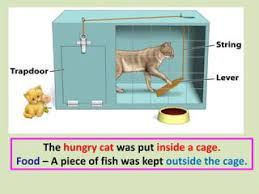 String
Trapdoor
Lever
The hungry cat was put inside a cage.
Food – A piece of fish was kept outside the cage.